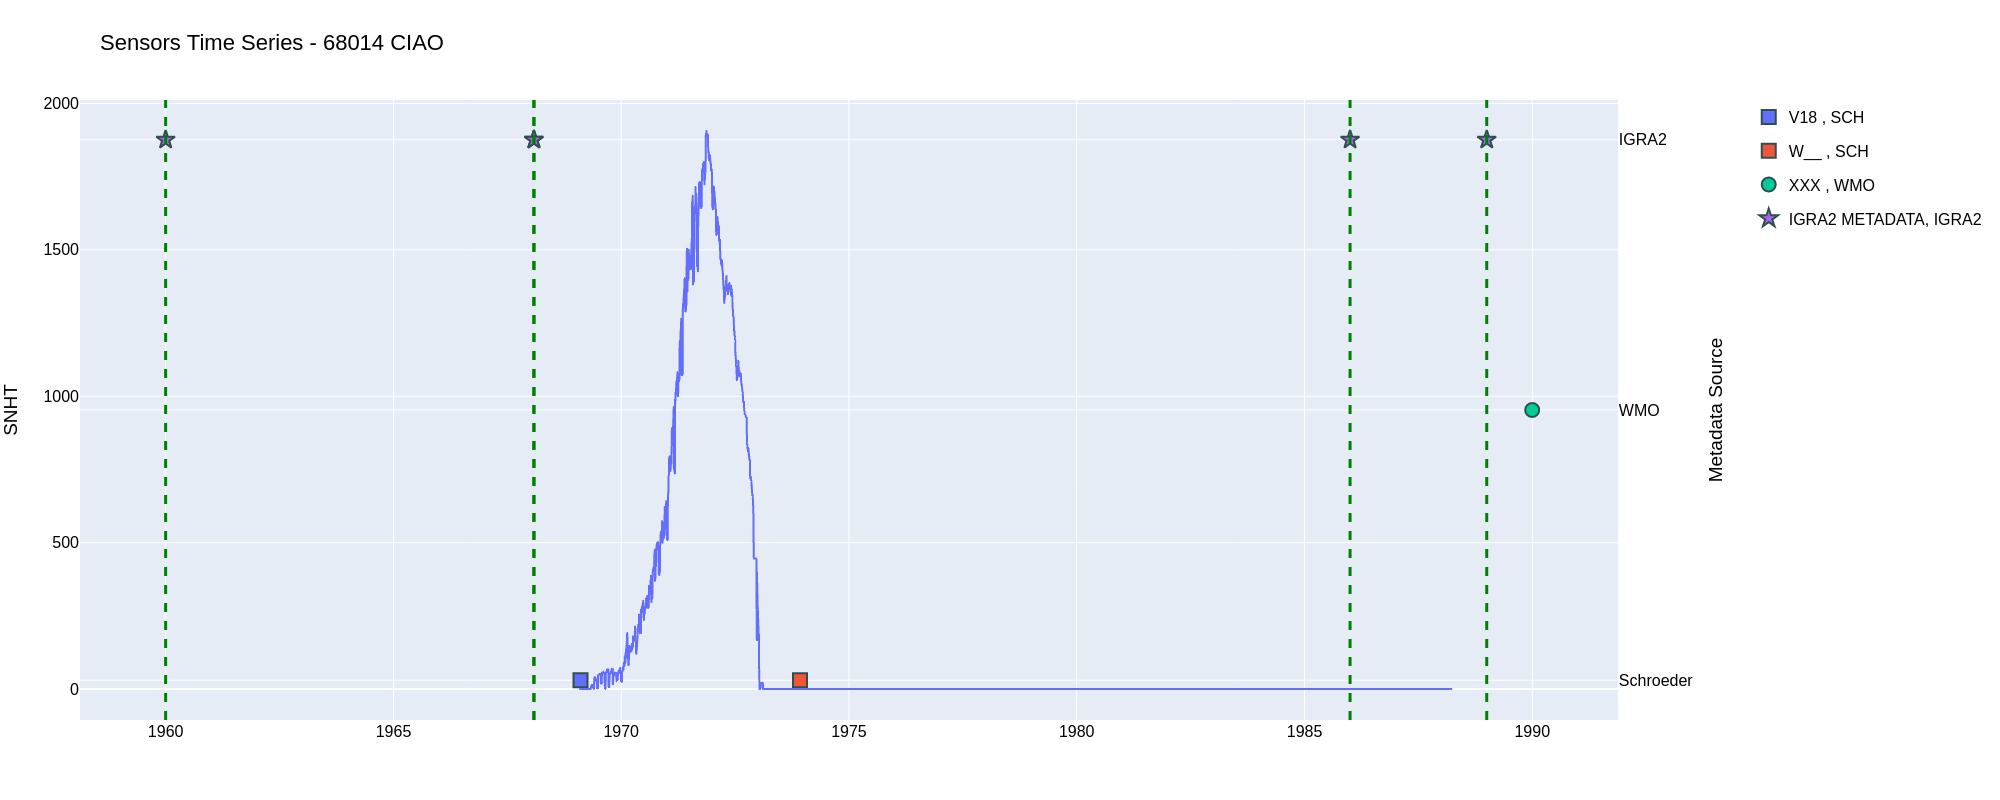 Sensors Time Series - 68014 CIAO
2000
1500
1000
500
0
SNHT
1960
1965
1970
1975
1980
1985
1990
IGRA2
WMO
Schroeder
Metadata Source
V18 , SCH
W__ , SCH
XXX , WMO
IGRA2 METADATA, IGRA2